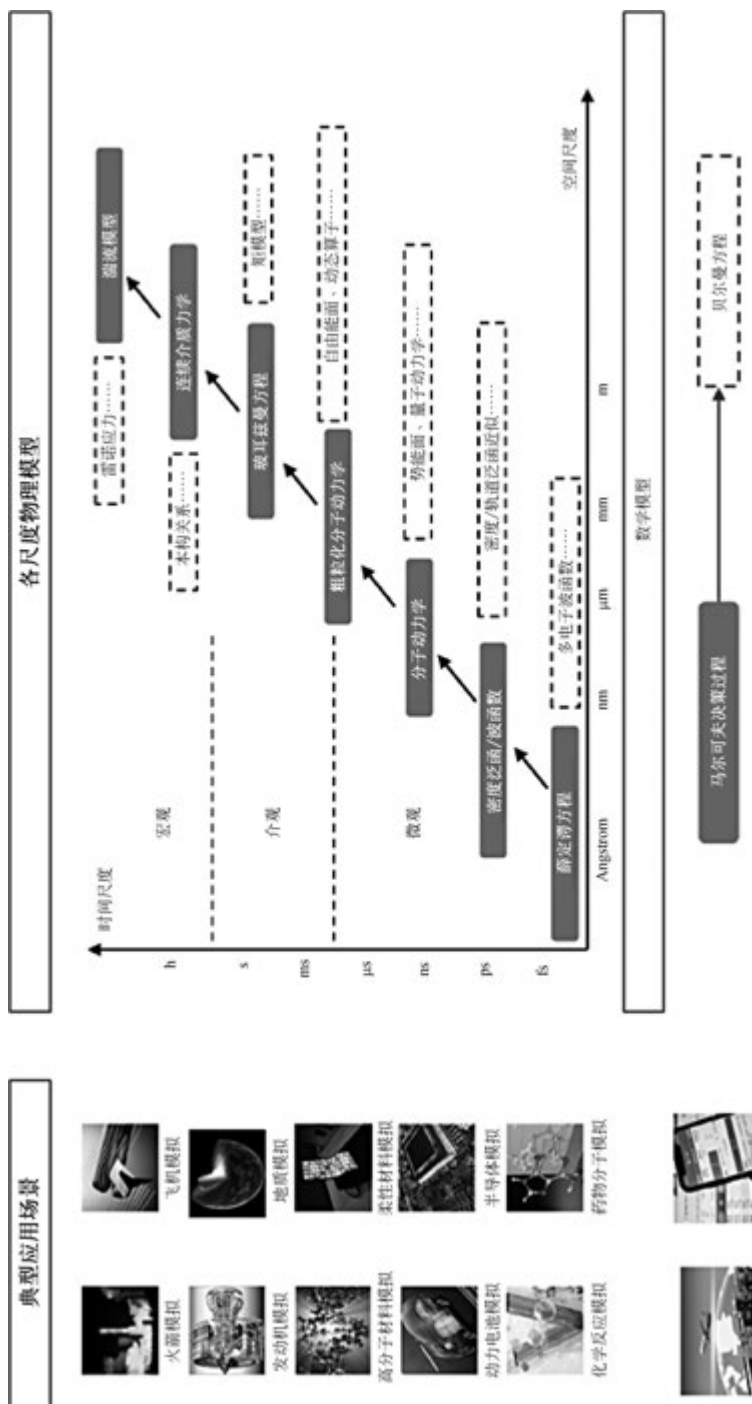 典型应用场景
火箭模拟
飞机模拟
发动机模拟
地质模拟
高分子材料模拟
柔性材料模拟
动力电池模拟
半导体模拟
化学反应模拟
药物分子模拟
各尺度物理模型
时间尺度
h
s
ms
μs
ns
ps
fs
宏观
介观
微观
雷诺应力……
湍流模型
本构关系……
连续介质力学
玻耳兹曼方程
矩模型……
粗粒化分子动力学
自由能面、动态算子……
分子动力学
势能面、量子动力学……
密度泛函/波函数
密度/轨道泛函近似……
薛定谔方程
多电子波函数……
Angstrom
nm
μm
mm
m
空间尺度
数学模型
马尔可夫决策过程
贝尔曼方程